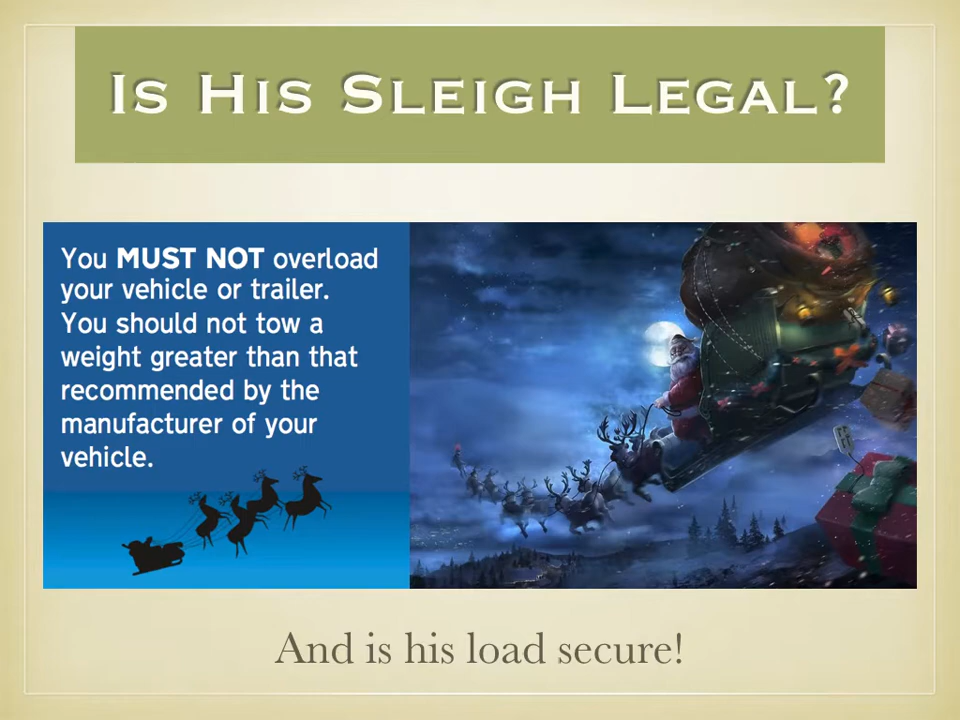 Is His Sleigh Legal?
You MUST NOT overload
your vehicle or trailer.
You should not tow a
weight greater than that
recommended by the
manufacturer of your
vehicle.
And is his load secure!